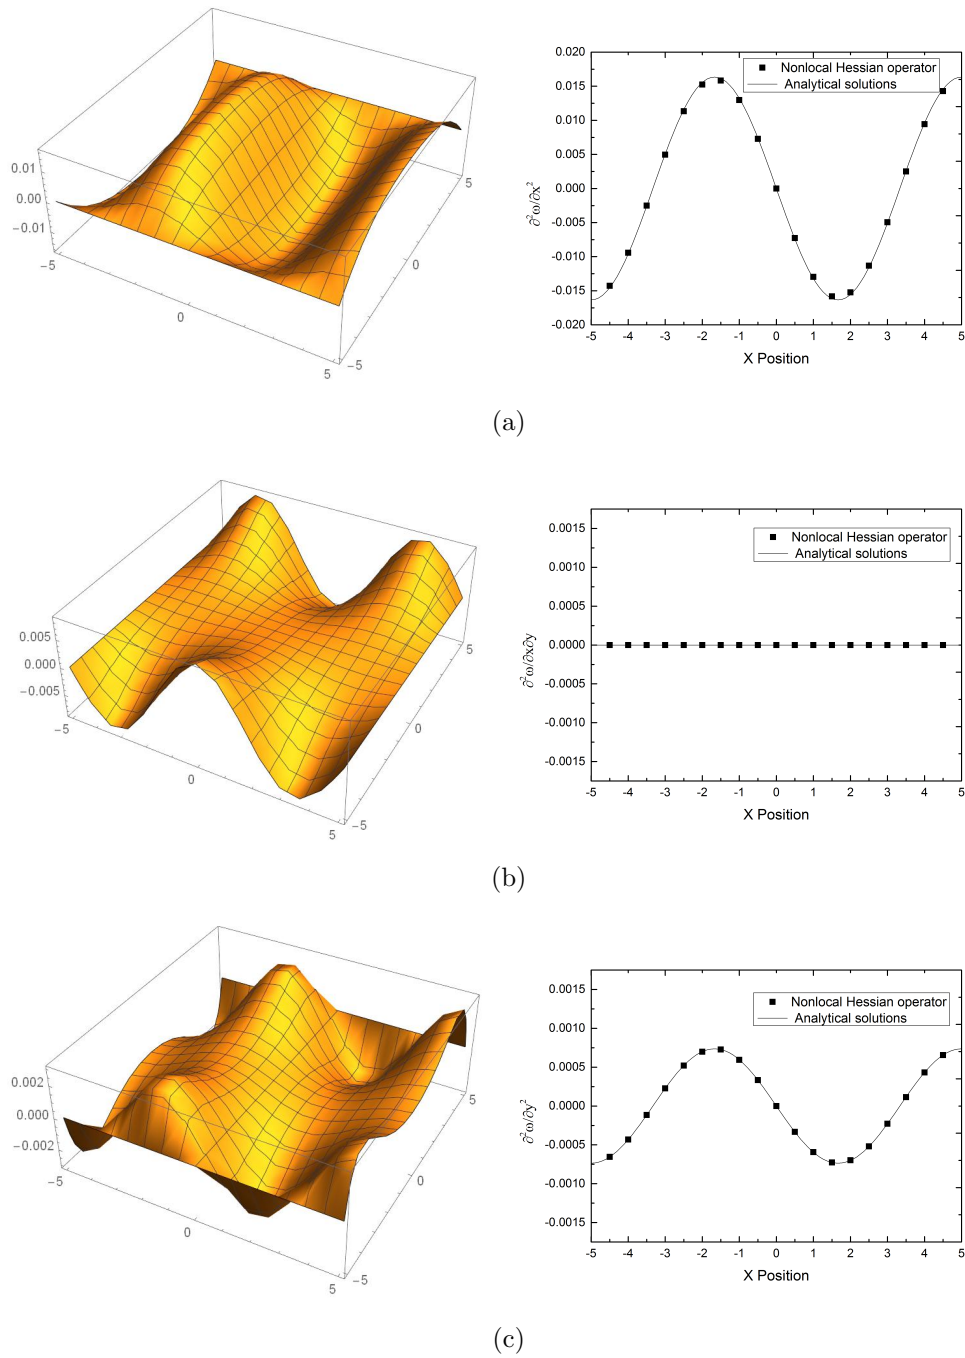 0.01
0.00
−0.01
−5
0
5
−5
0
5
0.020
0.015
0.010
0.005
0.000
-0.005
-0.010
-0.015
-0.020
∂²ω/∂x²
Nonlocal Hessian operator
Analytical solutions
-5 -4 -3 -2 -1 0 1 2 3 4 5
X Position
(a)
0.005
0.000
−0.005
−5
0
5
−5
0
5
0.0015
0.0010
0.0005
0.0000
-0.0005
-0.0010
-0.0015
∂²ω/∂x∂y
Nonlocal Hessian operator
Analytical solutions
-5 -4 -3 -2 -1 0 1 2 3 4 5
X Position
(b)
0.002
0.000
−0.002
−5
0
5
−5
0
5
0.0015
0.0010
0.0005
0.0000
-0.0005
-0.0010
-0.0015
∂²ω/∂y²
Nonlocal Hessian operator
Analytical solutions
-5 -4 -3 -2 -1 0 1 2 3 4 5
X Position
(c)